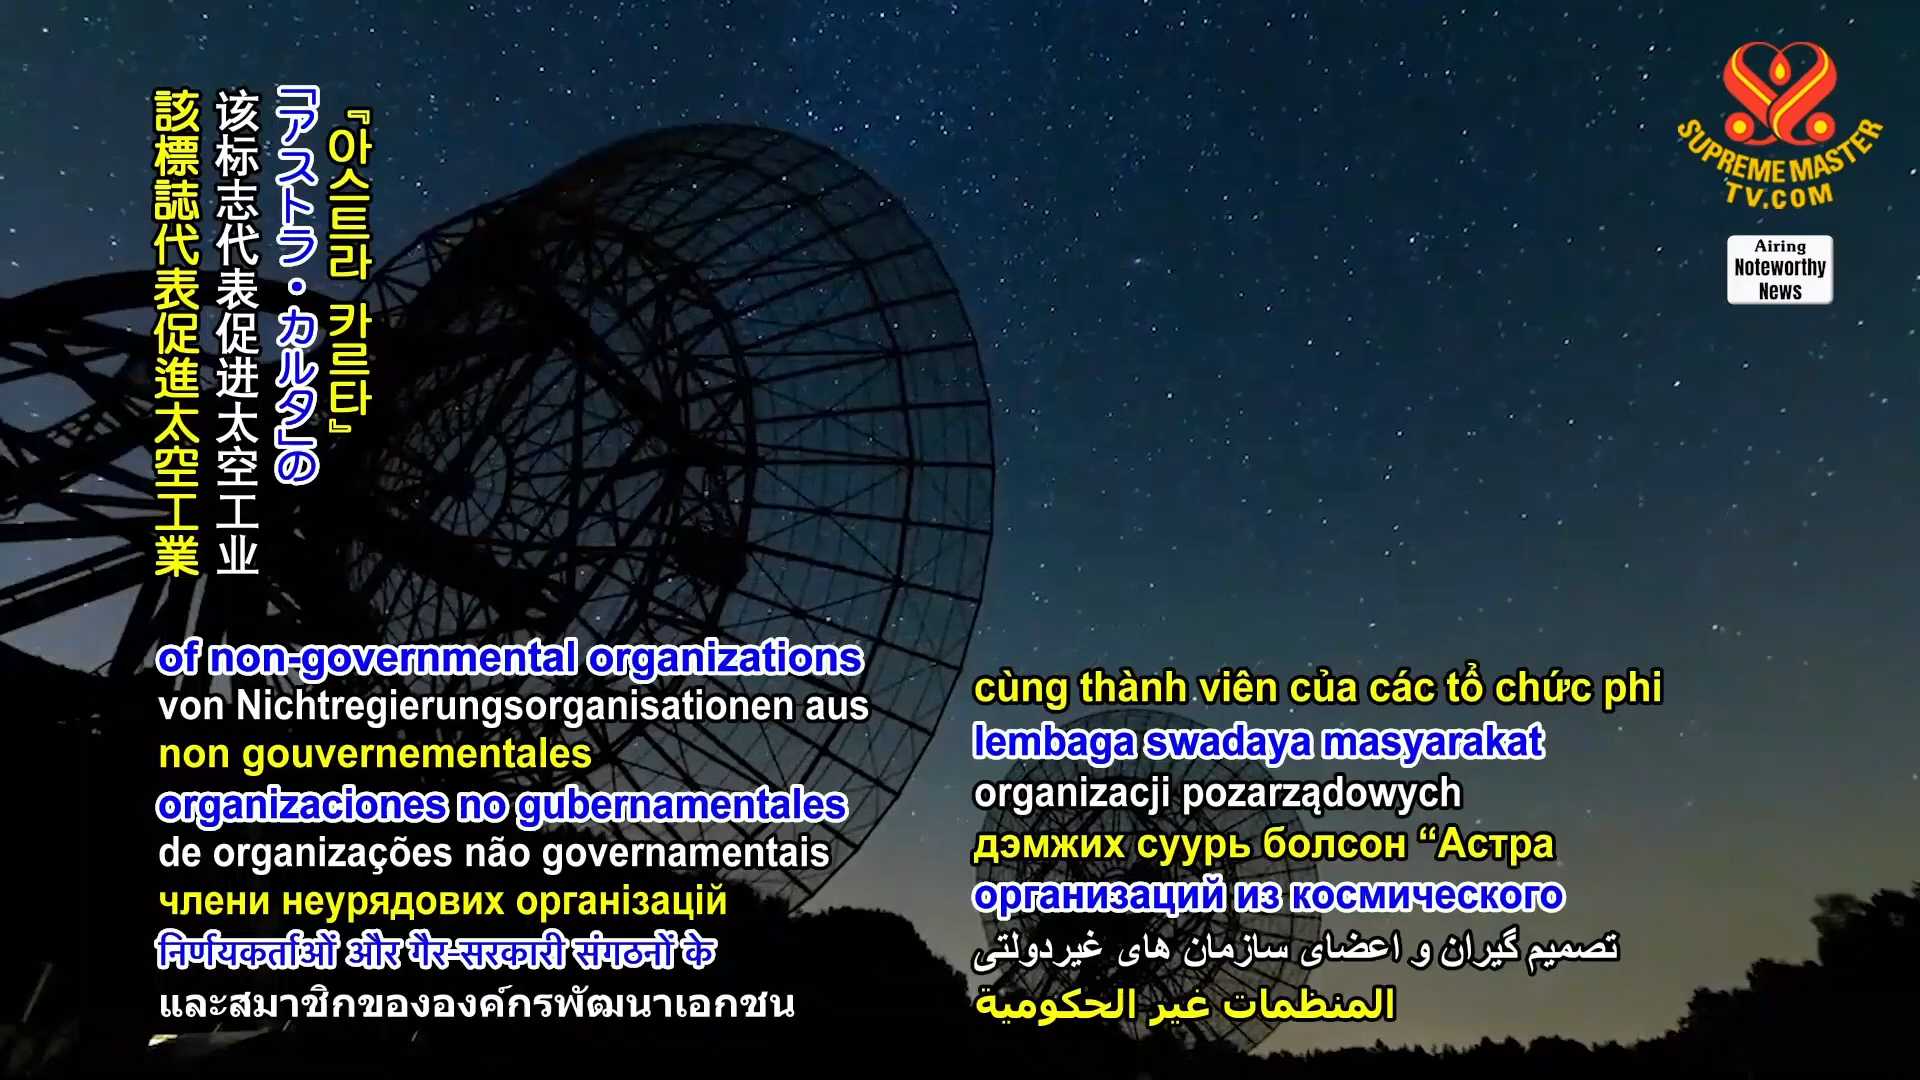 『아스트라 카르타』
「アストラ・カルタ」の
该标志代表促进太空工业
該標誌代表促進太空工業
of non-governmental organizations
von Nichtregierungsorganisationen aus
non gouvernementales
organizaciones no gubernamentales
de organizações não governamentais
члени неурядових організацій
निर्णयकर्ताओं और गैर-सरकारी संगठनों के
และสมาชิกขององค์กรพัฒนาเอกชน
cùng thành viên của các tổ chức phi
lembaga swadaya masyarakat
organizacji pozarządowych
дэмжих суурь болсон “Астра
организаций из космического
تصمیم گیران و اعضای سازمان های غیردولتی
المنظمات غير الحكومية
SUPREME MASTER
TV.COM
Airing
Noteworthy
News